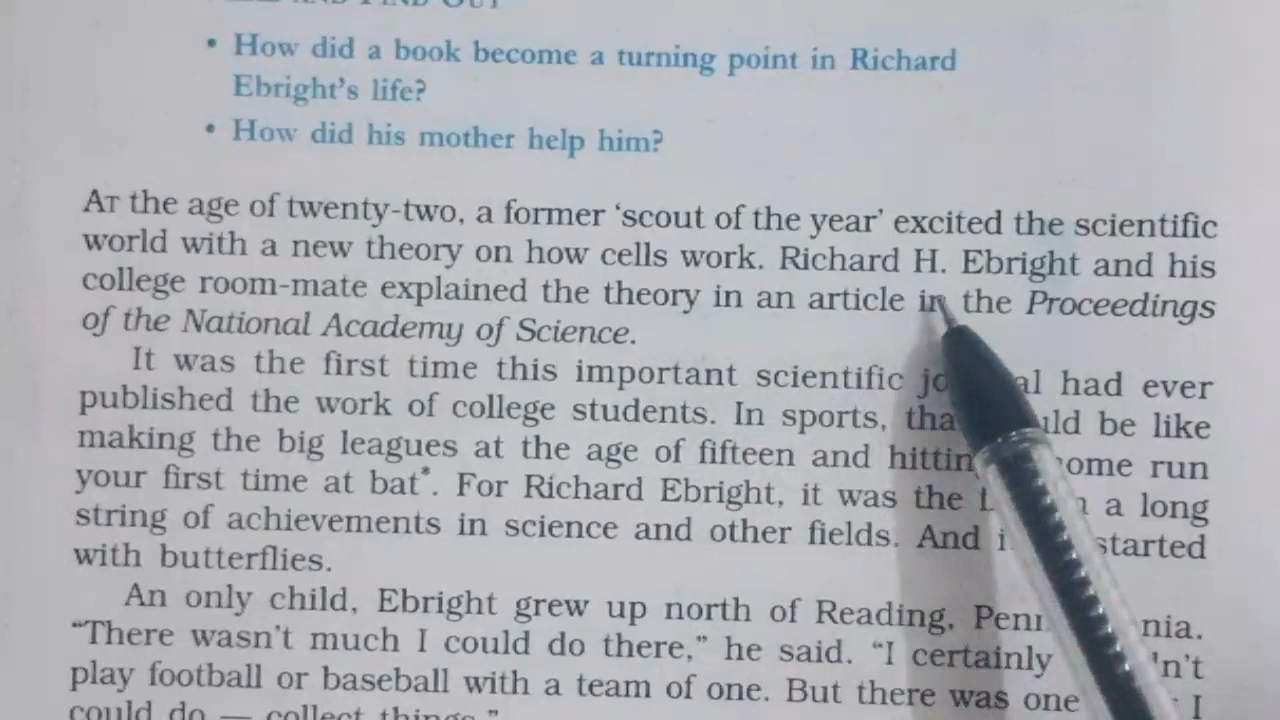 AND FIND OUT
• How did a book become a turning point in Richard
Ebright's life?
• How did his mother help him?
AT the age of twenty-two, a former ‘scout of the year’ excited the scientific
world with a new theory on how cells work. Richard H. Ebright and his
college room-mate explained the theory in an article in the Proceedings
of the National Academy of Science.
It was the first time this important scientific al had ever
published the work of college students. In sports, be like
making the big leagues at the age of fifteen and run
your first time at bat*. For Richard Ebright, it was the a long
string of achievements in science and other fields. And started
with butterflies.
An only child, Ebright grew up north of Reading,
“There wasn't much I could do there,” he said. “I certainly
play football or baseball with a team of one. But there was one I
could do — collect things.”